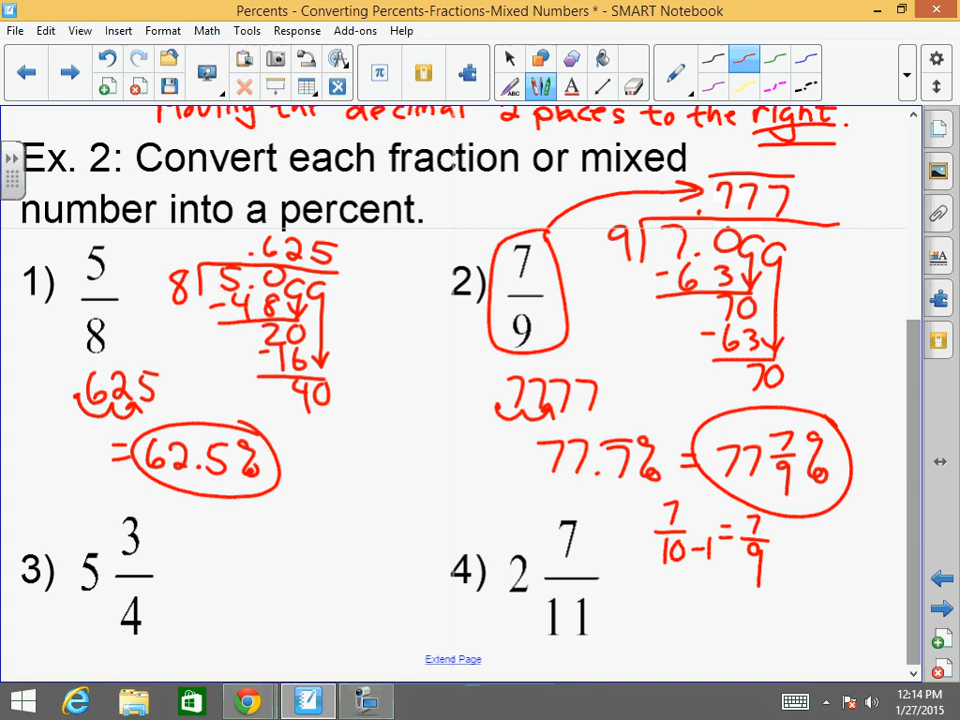 Percents - Converting Percents-Fractions-Mixed Numbers * - SMART Notebook
File Edit View Insert Format Math Tools Response Add-ons Help
Moving the decimal 2 places to the right.
Ex. 2: Convert each fraction or mixed
number into a percent.
1) 5/8
.625
8 5.000
-48
20
-16
40
.625
= 62.5%
2) 7/9
.777
9 7.000
-63
70
-63
70
.7777
77.7% = 77 7/9 %
7/10-1 = 7/9
3) 5 3/4
4) 2 7/11
Extend Page
12:14 PM
1/27/2015